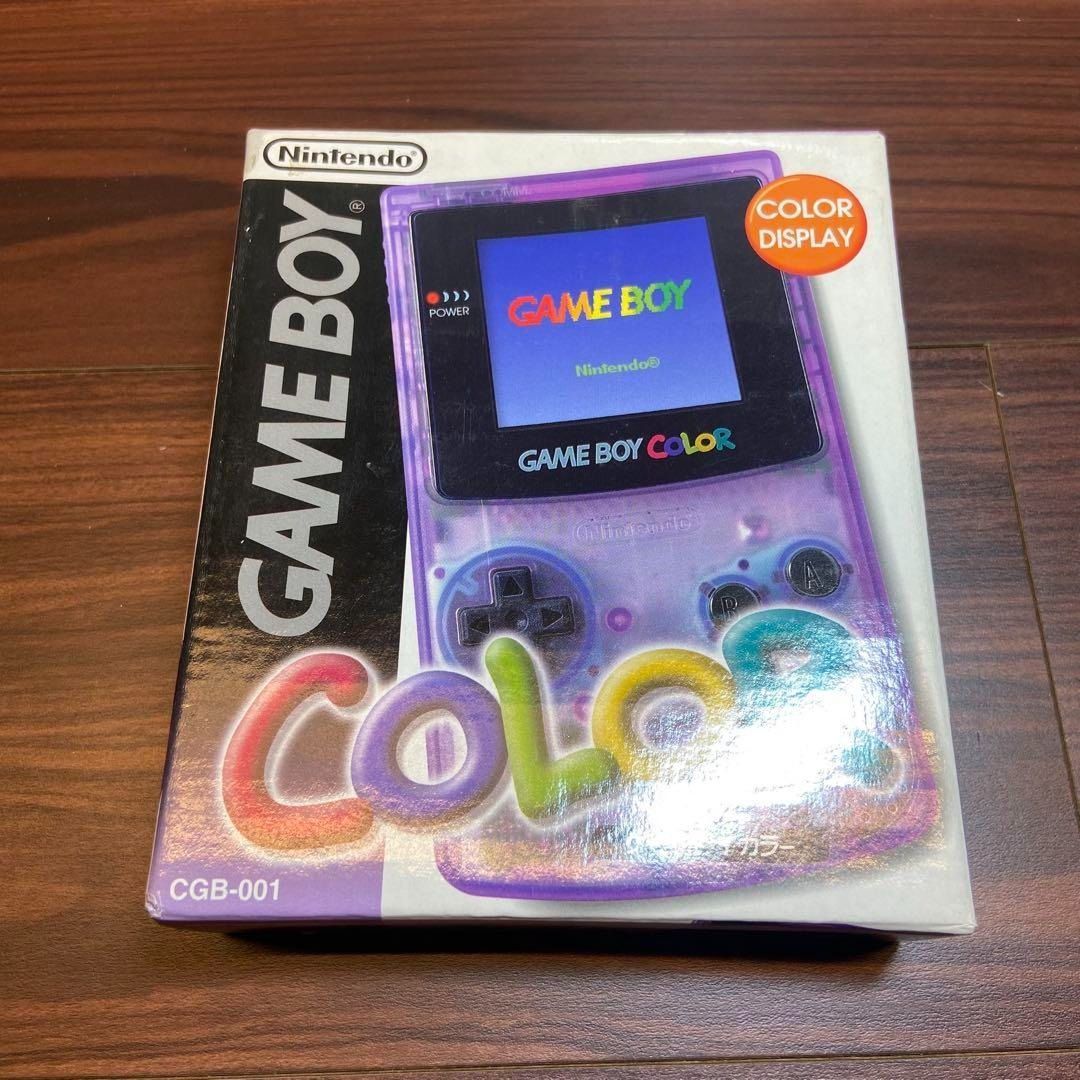 Nintendo®
GAME BOY®
COMM.
COLOR
DISPLAY
POWER
GAME BOY
Nintendo®
GAME BOY COLOR
Nintendo
A
B
COLOR
カラー
CGB-001